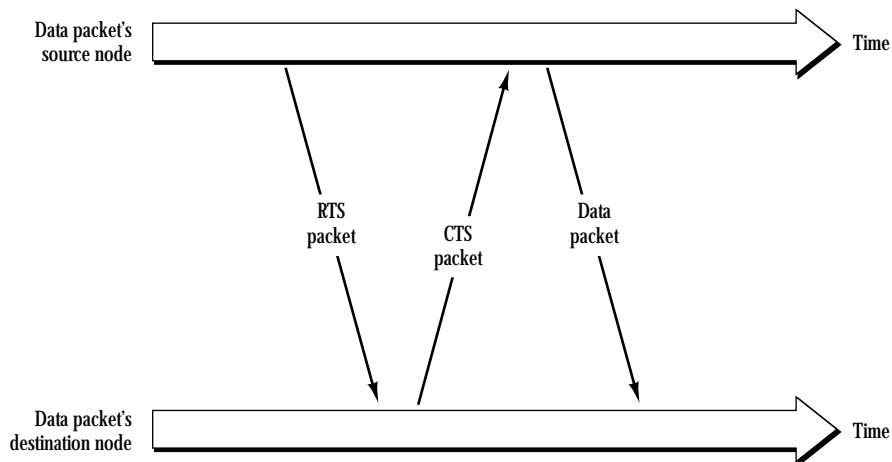 Data packet's
source node
Time
RTS
packet
CTS
packet
Data
packet
Data packet's
destination node
Time